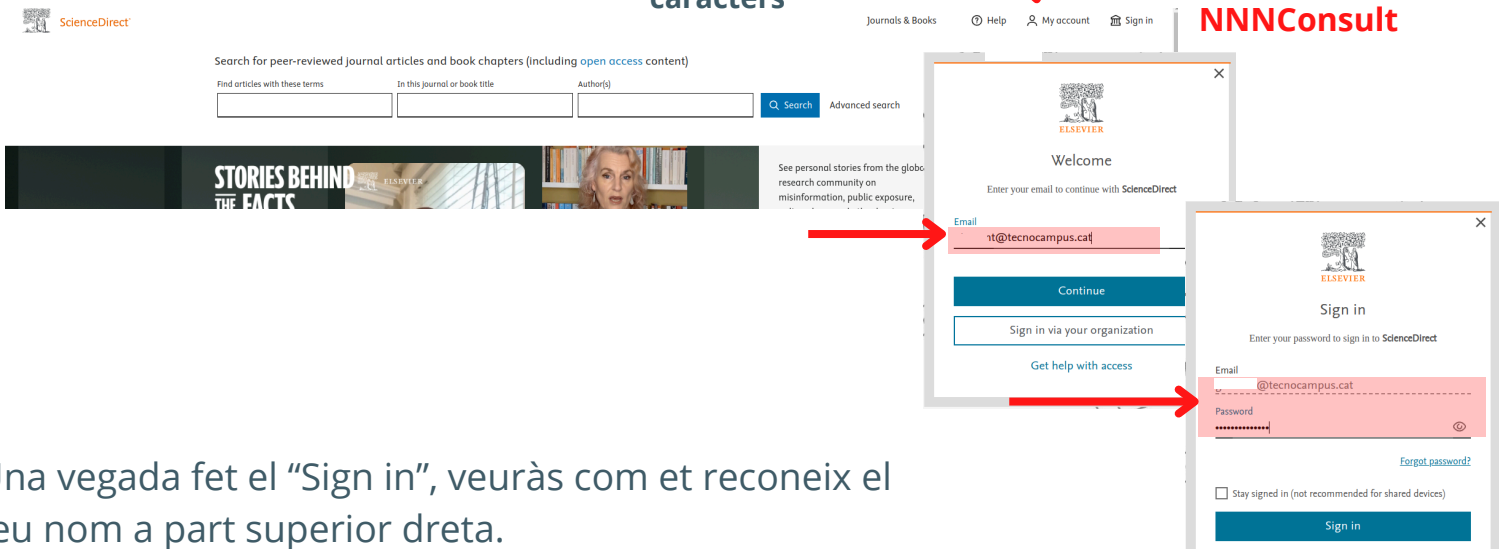 caràcters
NNNConsult
ScienceDirect
Journals & Books
Help
My account
Sign in
Search for peer-reviewed journal articles and book chapters (including open access content)
Find articles with these terms
In this journal or book title
Author(s)
Search
Advanced search
STORIES BEHIND
THE FACTS
ELSEVIER
See personal stories from the
research community on
misinformation, public exposure,
ELSEVIER
Welcome
Enter your email to continue with ScienceDirect
Email
nt@tecnocampus.cat
Continue
Sign in via your organization
Get help with access
ELSEVIER
Sign in
Enter your password to sign in to ScienceDirect
Email
@tecnocampus.cat
Password
••••••••••••••
Forgot password?
Stay signed in (not recommended for shared devices)
Sign in
Una vegada fet el “Sign in”, veuràs com et reconeix el
nom a part superior dreta.